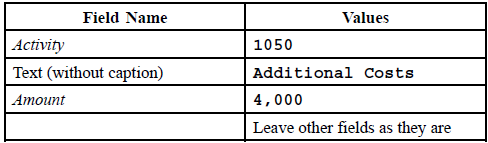 Field Name Values
Activity 1050
Text (without caption) Additional Costs
Amount 4,000
Leave other fields as they are